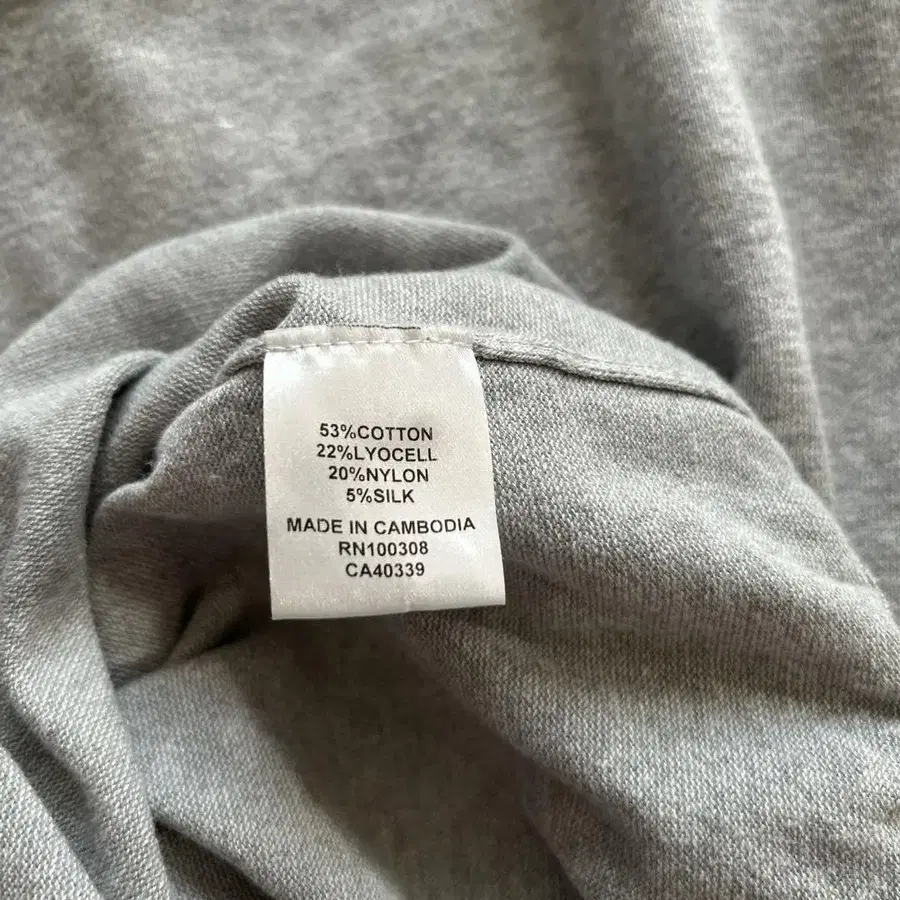 53%COTTON
22%LYOCELL
20%NYLON
5%SILK
MADE IN CAMBODIA
RN100308
CA40339